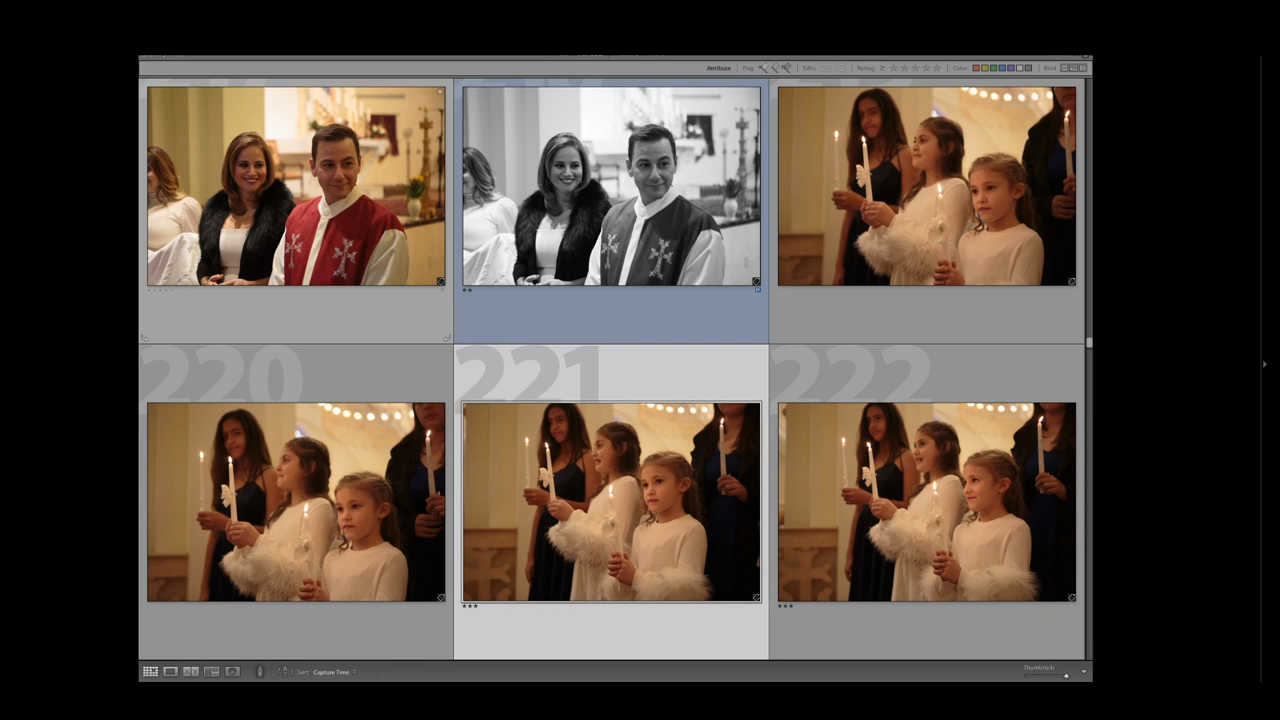 Attribute Flag Edits Rating ≥ Color Kind
220 221 222
Sort: Capture Time
Thumbnails